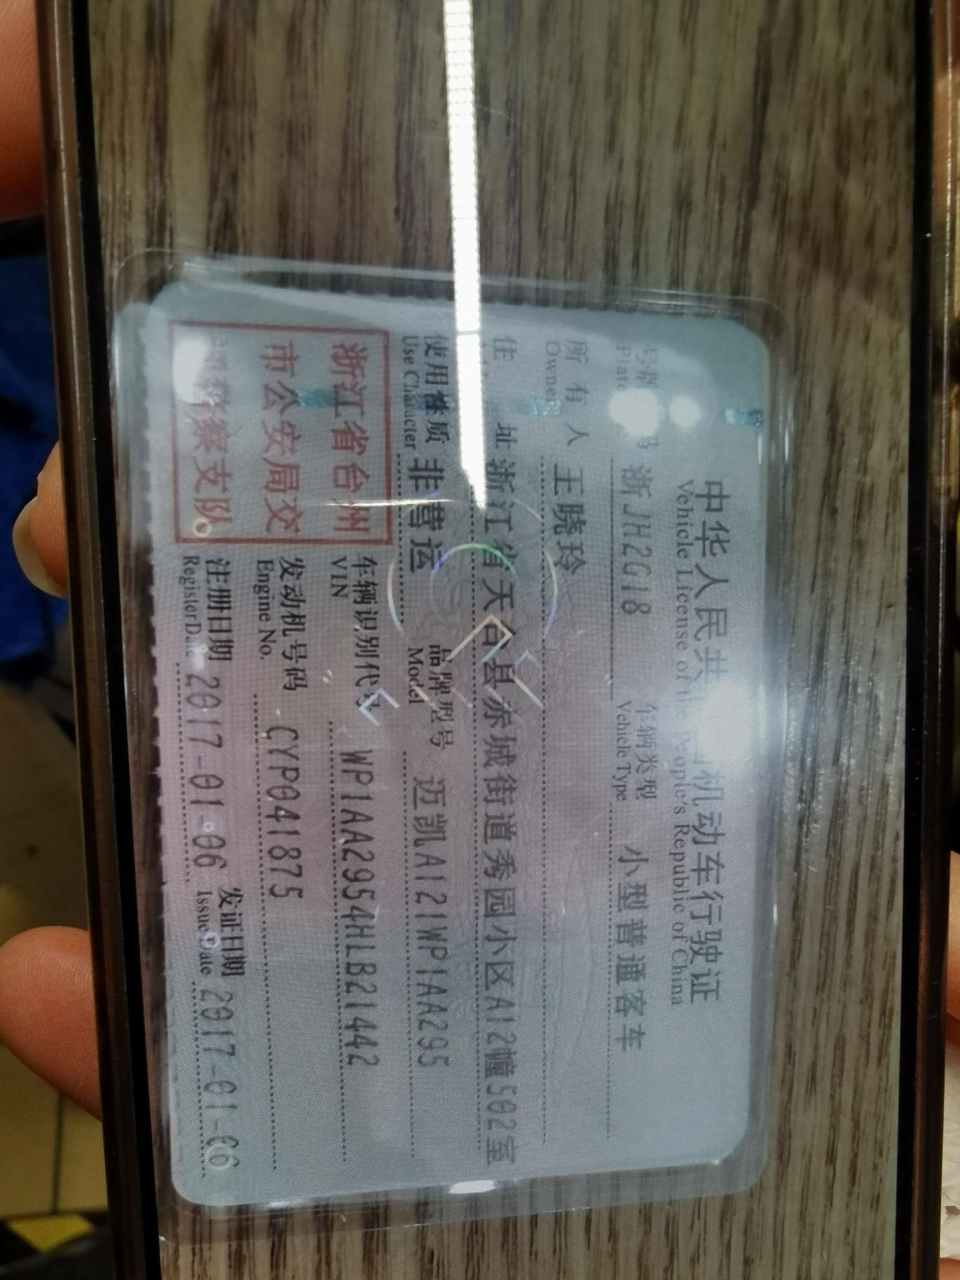 中华人民共 机动车行驶证
Vehicle License of the People's Republic of China
号牌 码 浙JH2G18 车辆类型 小型普通客车
Plate Vehicle Type
所有人 王晓玲
Owner
住址 浙江省天台县赤城街道秀园小区A12幢502室
使用性质 非营运 品牌型号 迈凯A121WP1AA295
Use Character Model
浙江省台州
市公安局交
警察支队
车辆识别代 WP1AA2954HLB21442
VIN
发动机号码 CYP041875
Engine No.
注册日期 2017-01-06 发证日期 2017-01-06
Register Date Issue Date